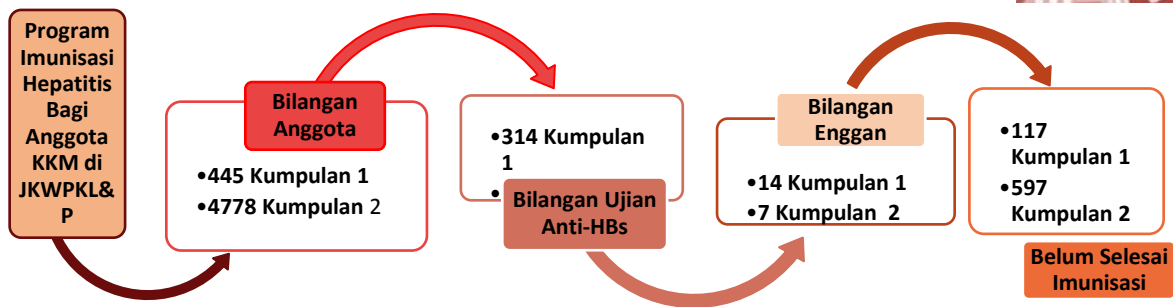 Program
Imunisasi
Hepatitis
Bagi
Anggota
KKM di
JKWPKL&
P
Bilangan
Anggota
•445 Kumpulan 1
•4778 Kumpulan 2
•314 Kumpulan
1
•
Bilangan Ujian
Anti-HBs
Bilangan
Enggan
•14 Kumpulan 1
•7 Kumpulan 2
•117
Kumpulan 1
•597
Kumpulan 2
Belum Selesai
Imunisasi